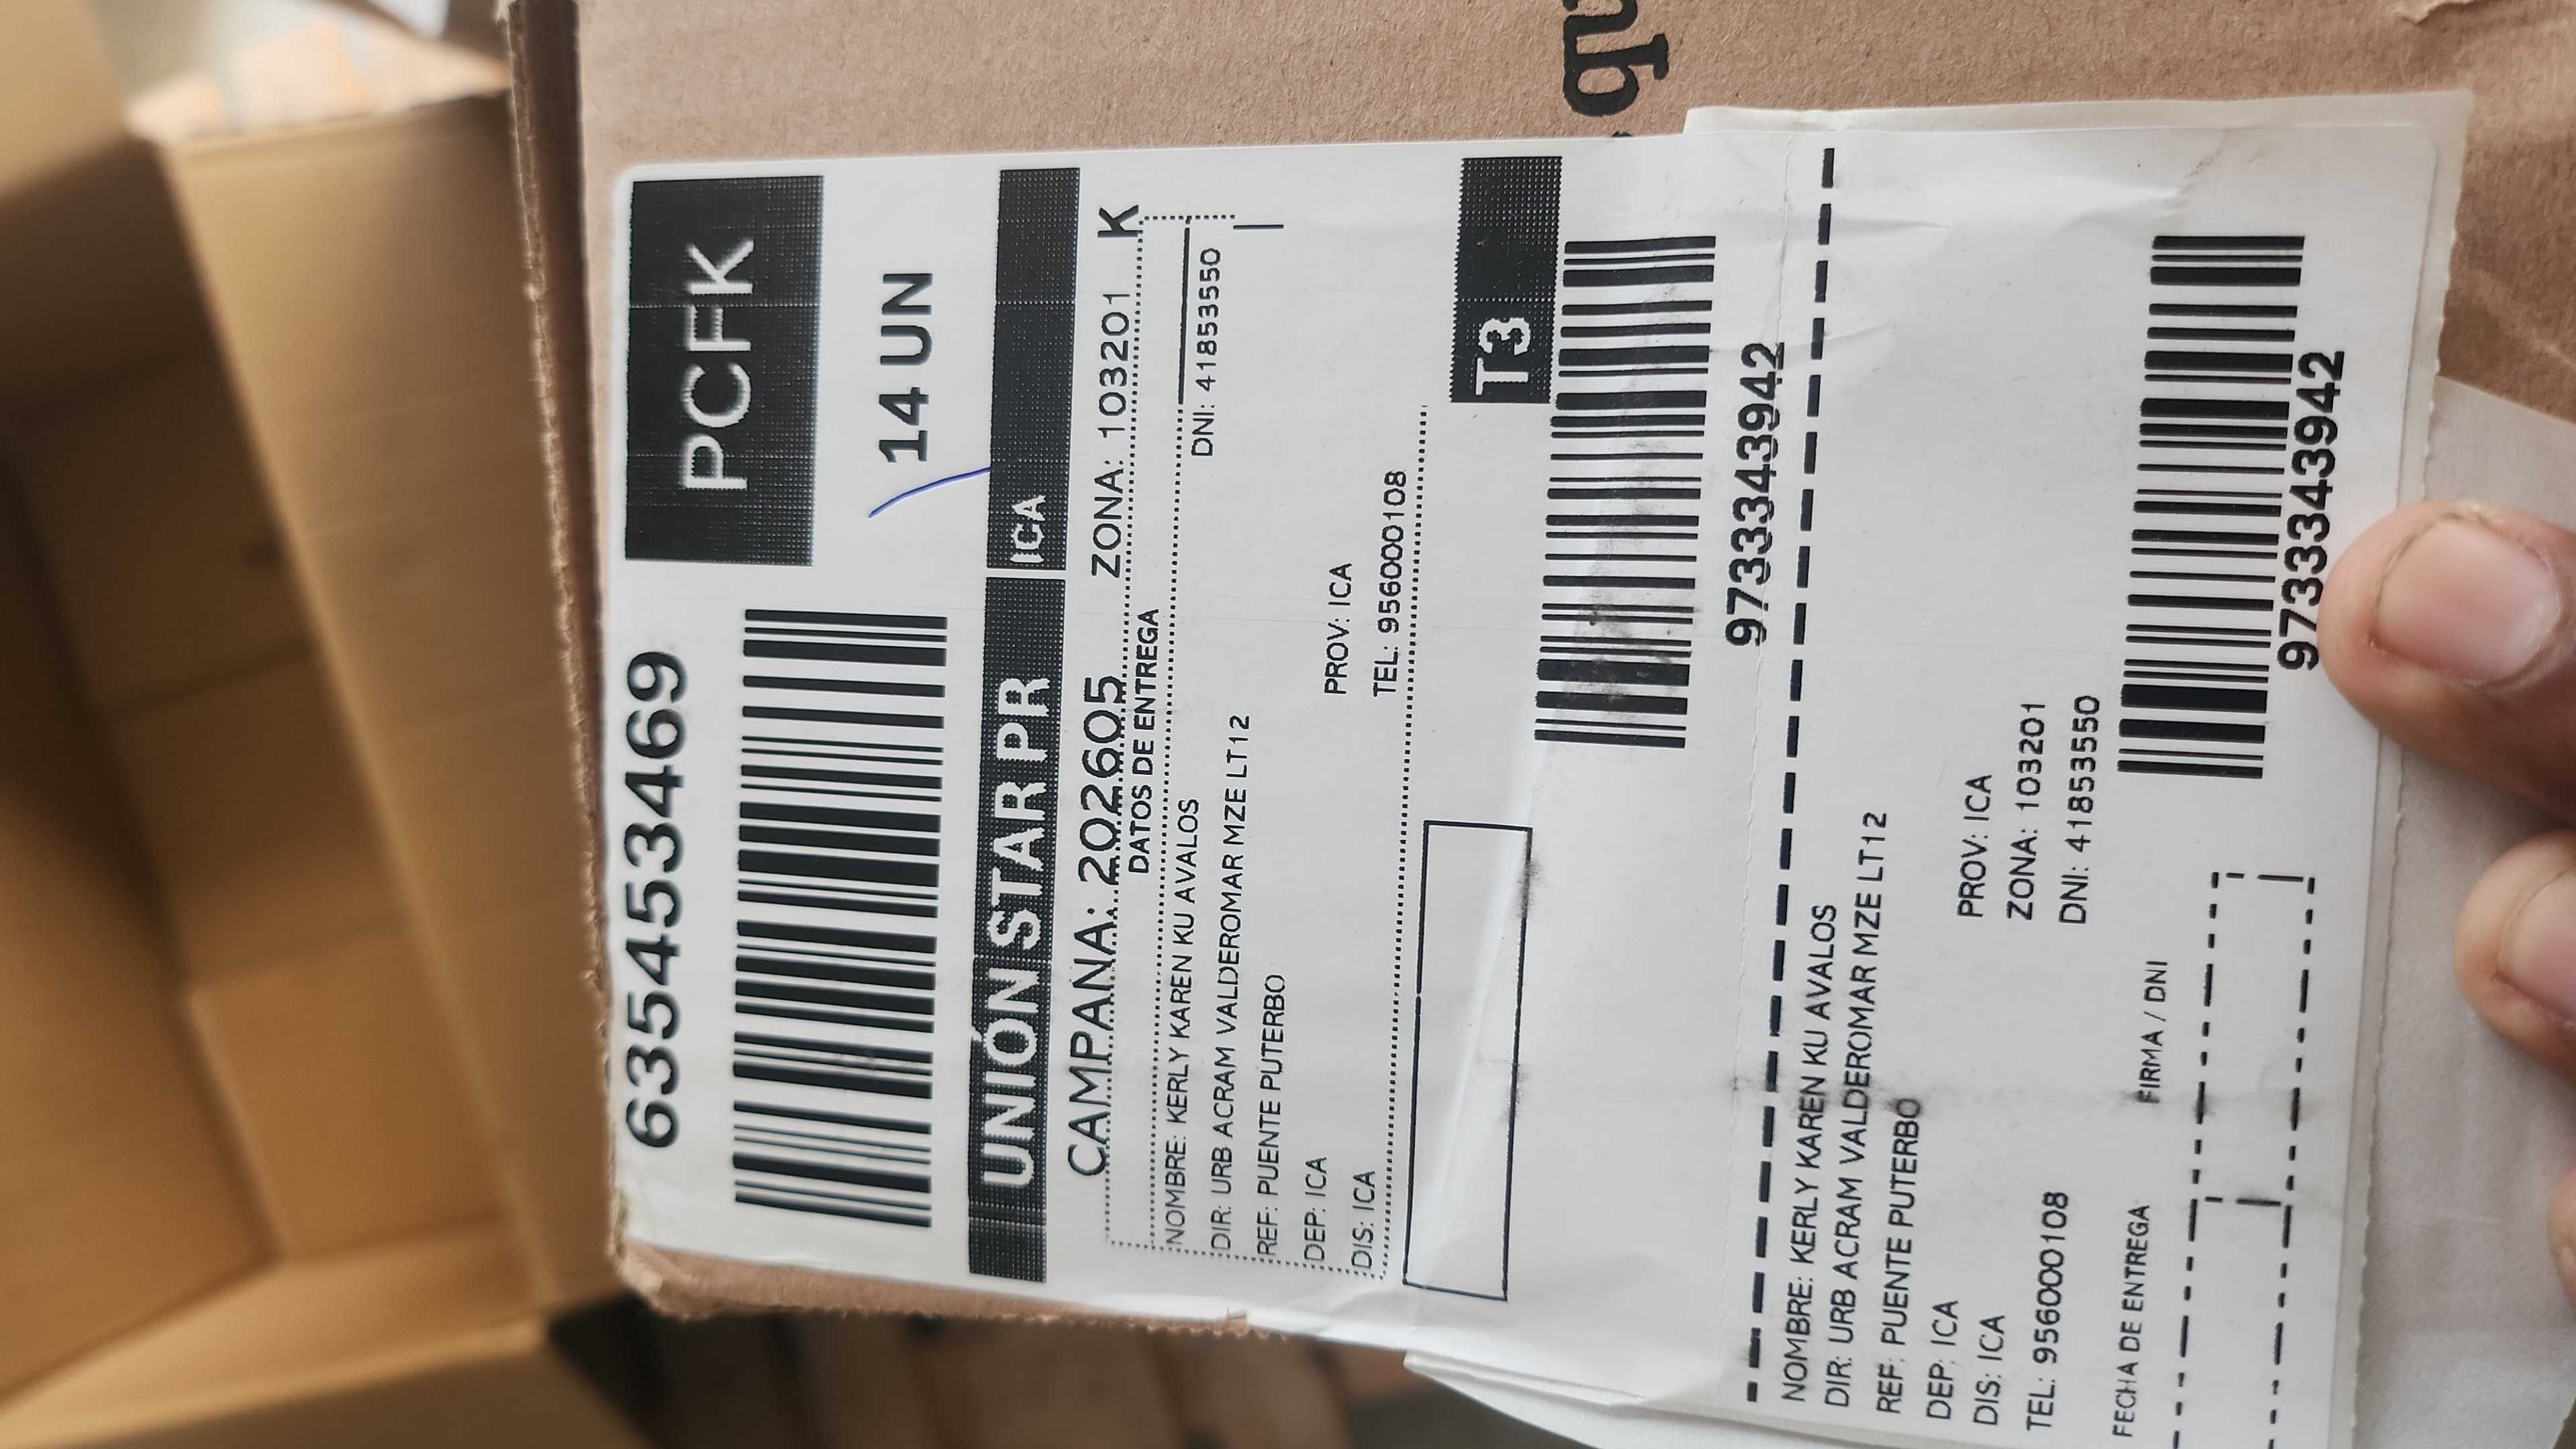 qu
6354534469
PCFK
14 UN
UNIÓN STAR PR
ICA
CAMPANA: 202605 ZONA: 103201 K
DATOS DE ENTREGA
NOMBRE: KERLY KAREN KU AVALOS
DNI: 41853550
DIR: URB ACRAM VALDEROMAR MZE LT12
REF: PUENTE PUTERBO
DEP: ICA PROV: ICA
DIS: ICA TEL: 956000108
T3
9733343942
NOMBRE: KERLY KAREN KU AVALOS
DIR: URB ACRAM VALDEROMAR MZE LT12
REF: PUENTE PUTERBO
DEP: ICA PROV: ICA
DIS: ICA ZONA: 103201
TEL: 956000108 DNI: 41853550
FECHA DE ENTREGA FIRMA / DNI
9733343942